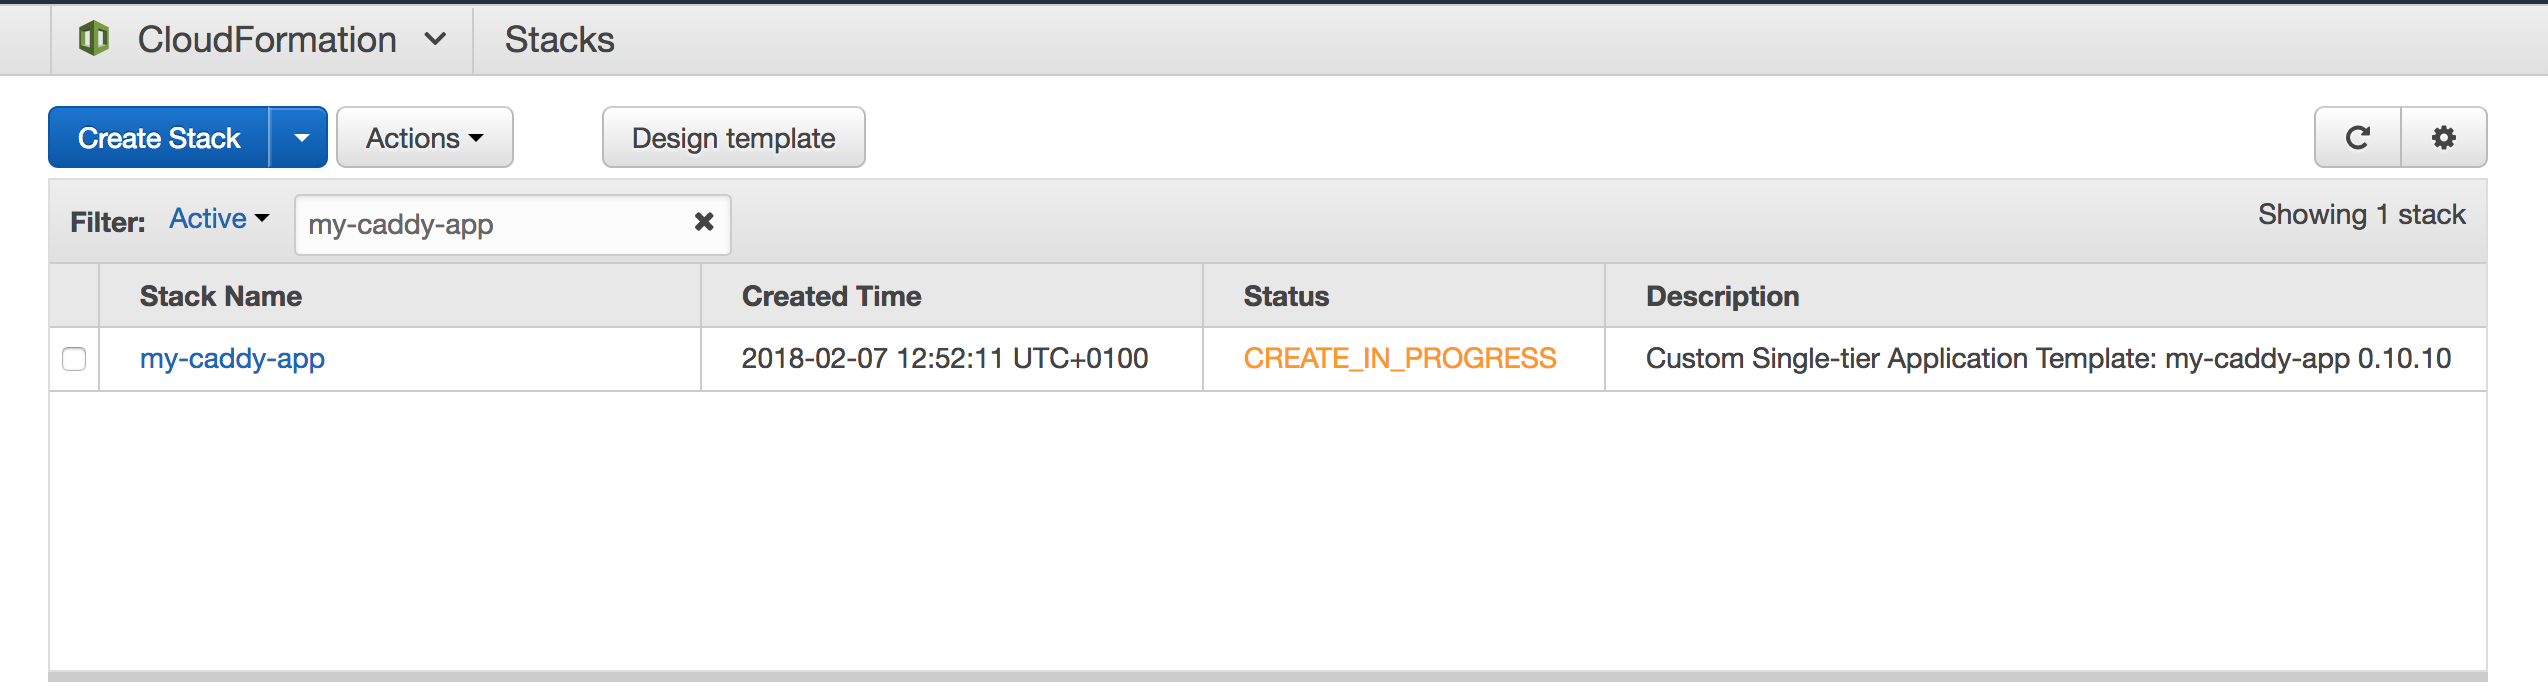 CloudFormation Stacks
Create Stack Actions Design template
Filter: Active my-caddy-app Showing 1 stack
Stack Name Created Time Status Description
my-caddy-app 2018-02-07 12:52:11 UTC+0100 CREATE_IN_PROGRESS Custom Single-tier Application Template: my-caddy-app 0.10.10